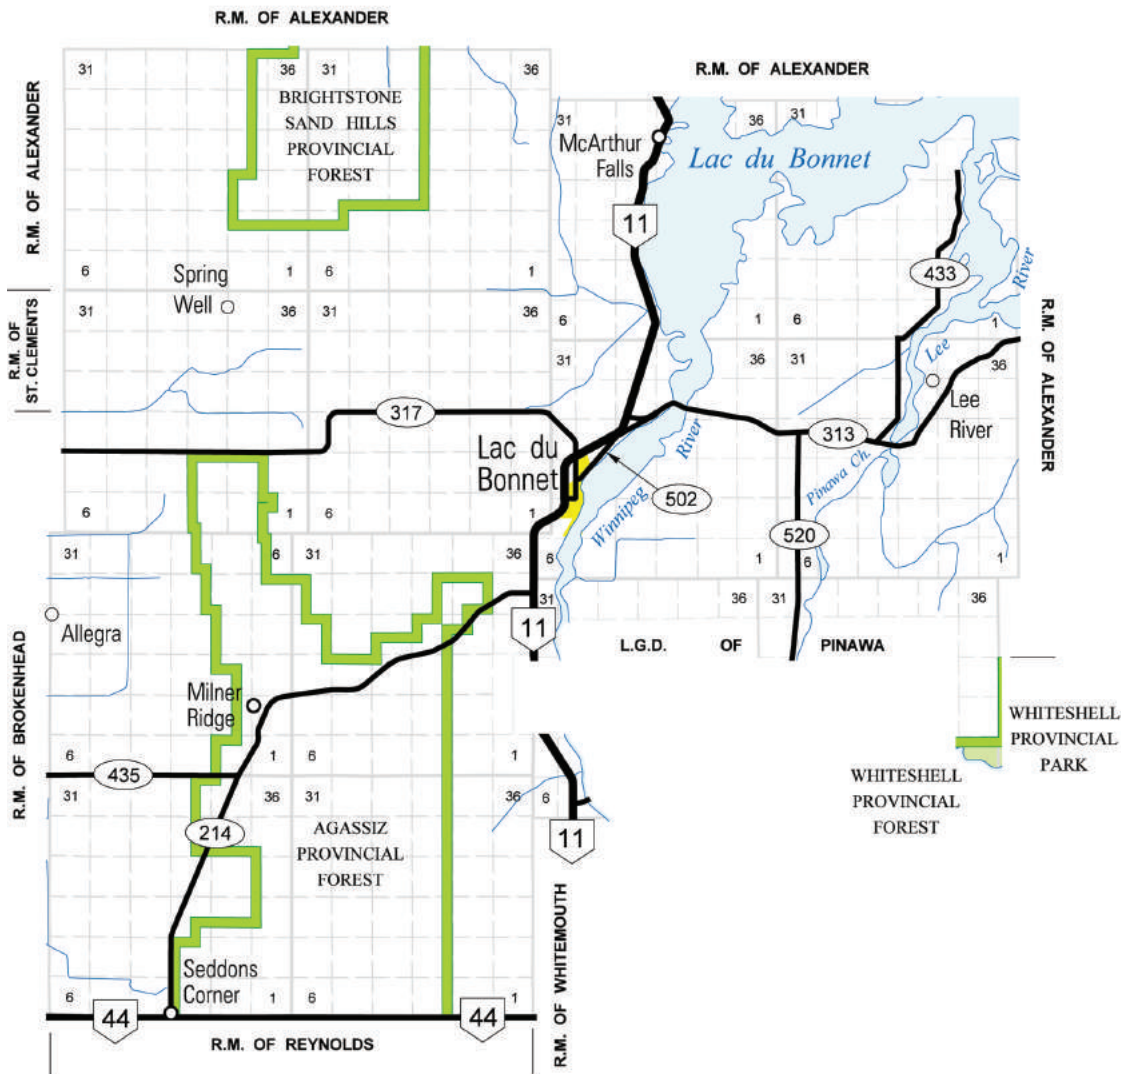 R.M. OF ALEXANDER
R.M. OF ALEXANDER
31
36
31
36
BRIGHTSTONE
SAND HILLS
PROVINCIAL
FOREST
31
36
31
McArthur
Falls
Lac du Bonnet
R.M. OF ALEXANDER
11
6
1
6
1
Spring
Well
433
River
31
36
31
36
6
1
6
1
R.M. OF
ST. CLEMENTS
R.M. OF ALEXANDER
31
36
31
36
Lee
Lee
River
317
313
Lac du
Bonnet
River
Pinawa Ch.
502
Winnipeg
6
1
6
1
520
31
6
31
36
6
1
6
1
31
36
31
36
Allegra
11
L.G.D. OF PINAWA
R.M. OF BROKENHEAD
Milner
Ridge
WHITESHELL
PROVINCIAL
PARK
6
1
6
1
435
WHITESHELL
PROVINCIAL
FOREST
31
36
31
36
6
214
AGASSIZ
PROVINCIAL
FOREST
11
R.M. OF WHITEMOUTH
Seddons
Corner
6
1
6
1
44
44
R.M. OF REYNOLDS